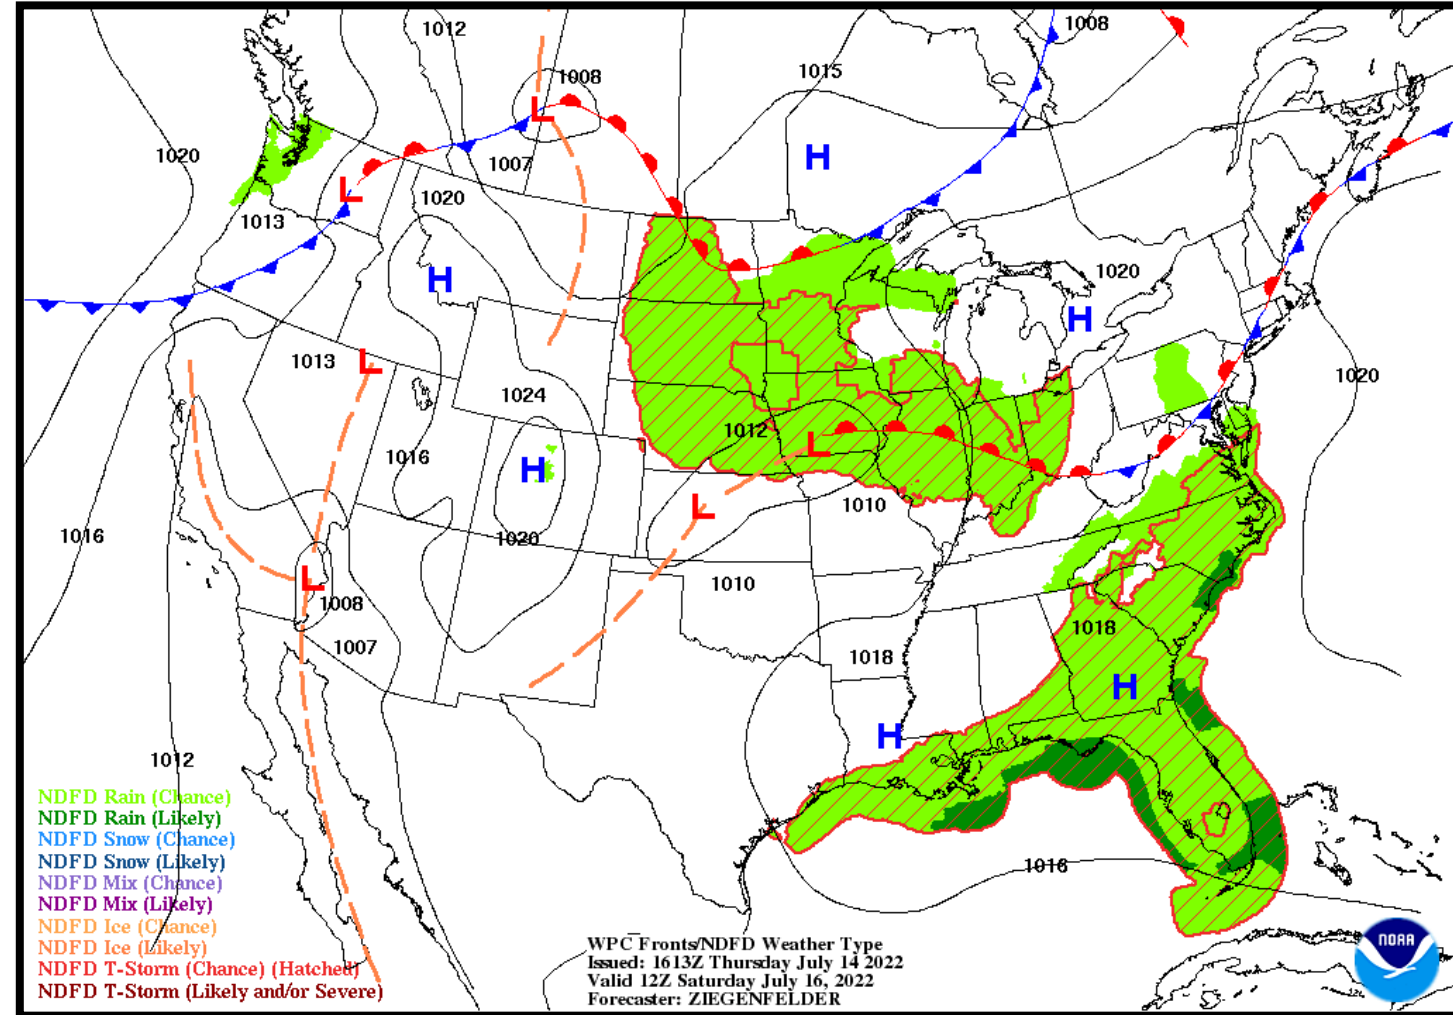 1012
1008
1008
1015
1020
1007
1020
1013
H
L
L
H
1020
H
1013
L
1024
1020
L
1012
1016
H
L
1010
1016
1020
L
1010
L
1008
1007
1018
1018
H
H
1012
1016
NDFD Rain (Chance)
NDFD Rain (Likely)
NDFD Snow (Chance)
NDFD Snow (Likely)
NDFD Mix (Chance)
NDFD Mix (Likely)
NDFD Ice (Chance)
NDFD Ice (Likely)
NDFD T-Storm (Chance) (Hatched)
NDFD T-Storm (Likely and/or Severe)
WPC Fronts/NDFD Weather Type
Issued: 1613Z Thursday July 14 2022
Valid 12Z Saturday July 16, 2022
Forecaster: ZIEGENFELDER
NOAA